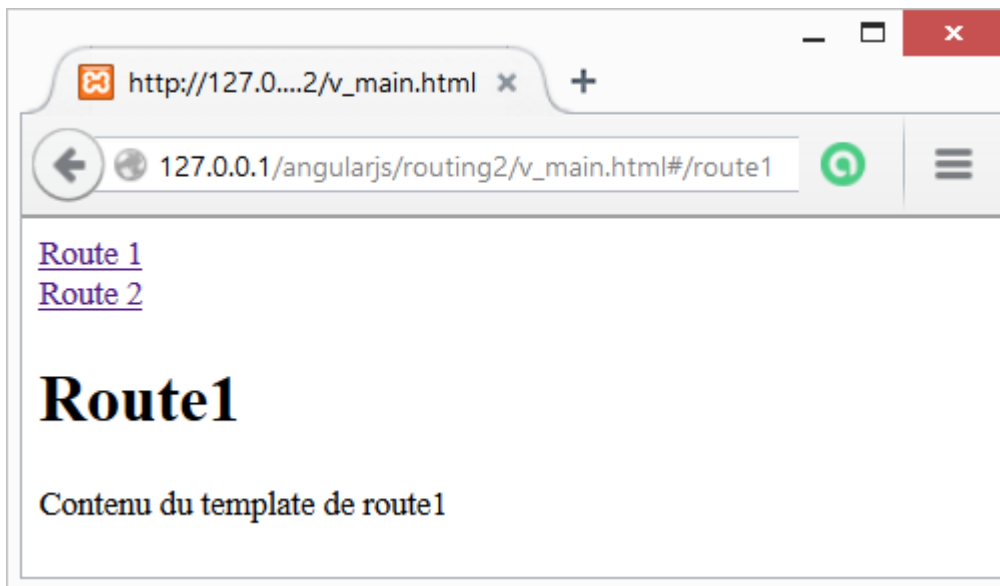 http://127.0....2/v_main.html
127.0.0.1/angularjs/routing2/v_main.html#/route1
Route 1
Route 2
Route1
Contenu du template de route1